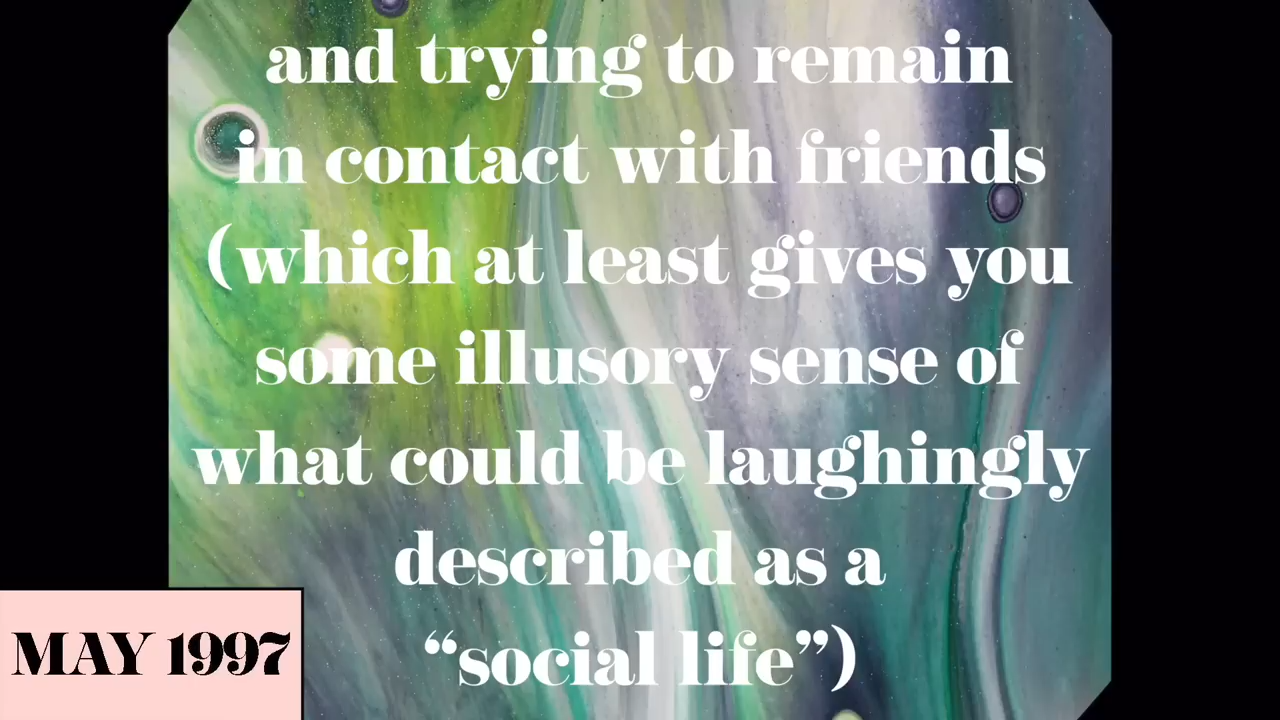 and trying to remain
in contact with friends
(which at least gives you
some illusory sense of
what could be laughingly
described as a
“social life”)
MAY 1997